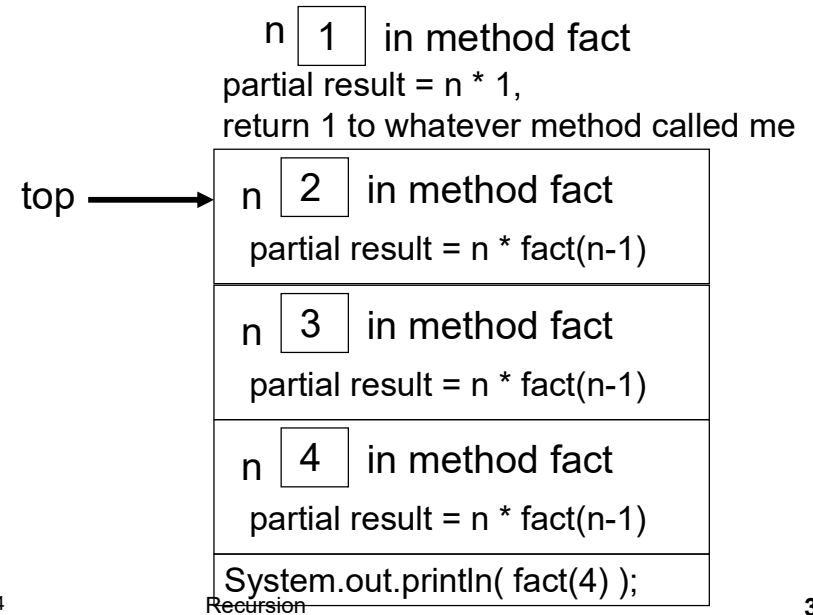 n 1 in method fact
partial result = n * 1,
return 1 to whatever method called me
top n 2 in method fact
partial result = n * fact(n-1)
n 3 in method fact
partial result = n * fact(n-1)
n 4 in method fact
partial result = n * fact(n-1)
System.out.println( fact(4) );
4 Recursion 3